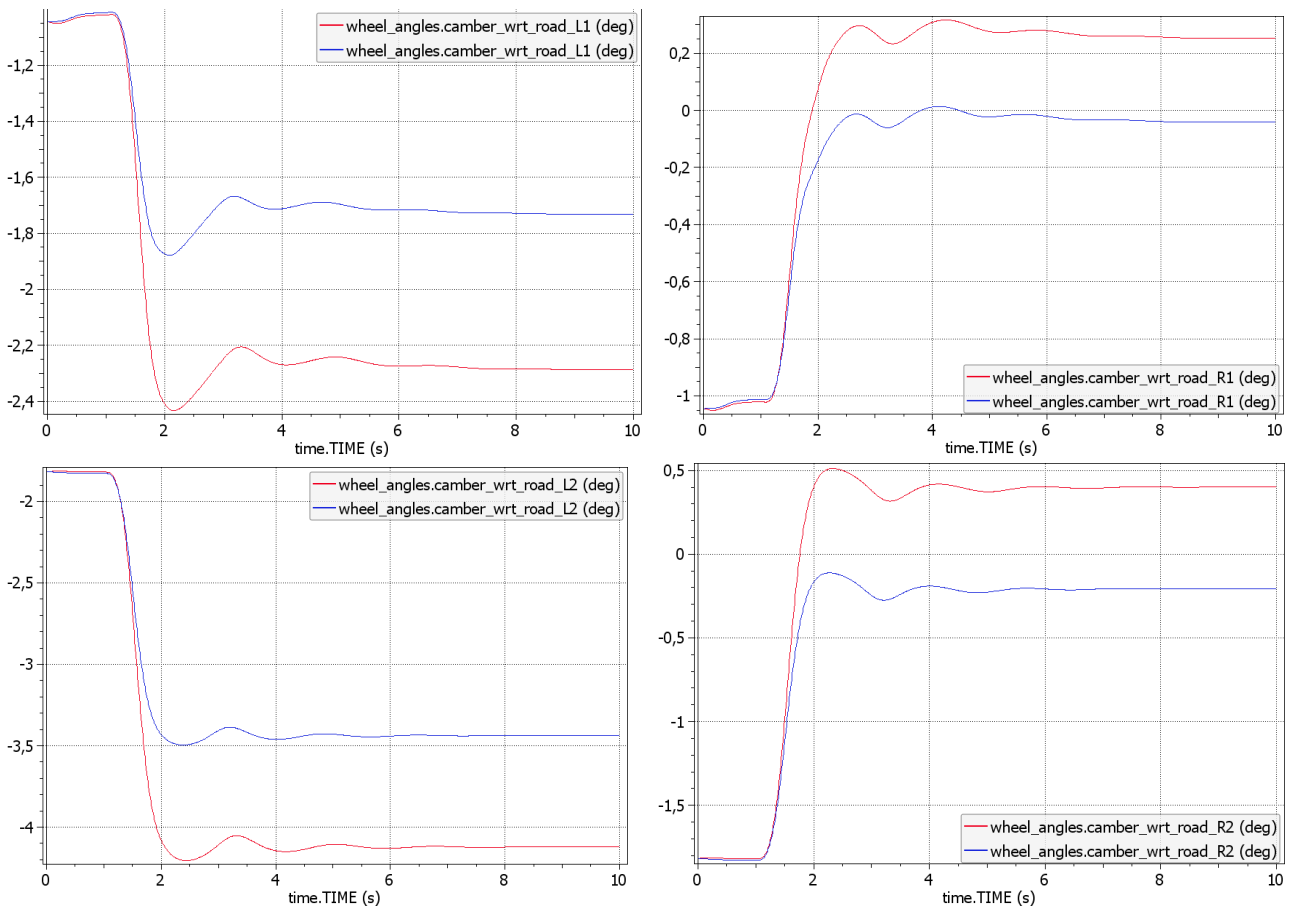 wheel_angles.camber_wrt_road_L1 (deg)
wheel_angles.camber_wrt_road_L1 (deg)
-1,2
-1,4
-1,6
-1,8
-2
-2,2
-2,4
0 2 4 6 8 10
time.TIME (s)
0,2
0
-0,2
-0,4
-0,6
-0,8
-1
wheel_angles.camber_wrt_road_R1 (deg)
wheel_angles.camber_wrt_road_R1 (deg)
0 2 4 6 8 10
time.TIME (s)
wheel_angles.camber_wrt_road_L2 (deg)
wheel_angles.camber_wrt_road_L2 (deg)
-2
-2,5
-3
-3,5
-4
0 2 4 6 8 10
time.TIME (s)
0,5
0
-0,5
-1
-1,5
wheel_angles.camber_wrt_road_R2 (deg)
wheel_angles.camber_wrt_road_R2 (deg)
0 2 4 6 8 10
time.TIME (s)